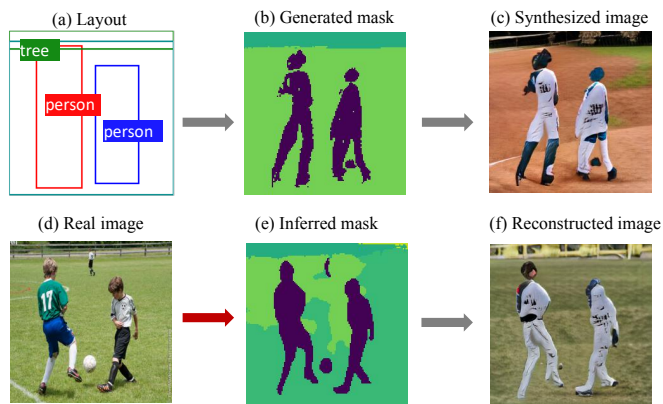 (a) Layout
(b) Generated mask
(c) Synthesized image
tree
person
person
(d) Real image
(e) Inferred mask
(f) Reconstructed image
17